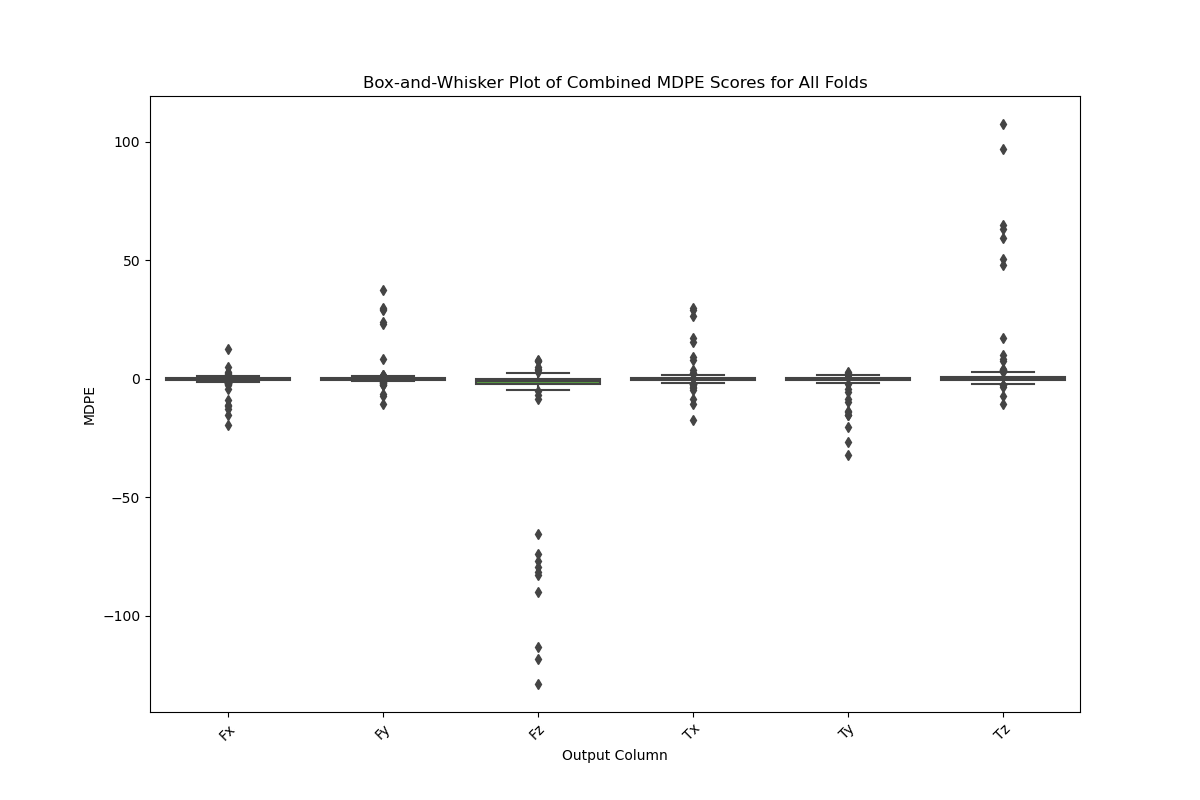 Box-and-Whisker Plot of Combined MDPE Scores for All Folds
100
50
0
−50
−100
MDPE
Fx
Fy
Fz
Tx
Ty
Tz
Output Column